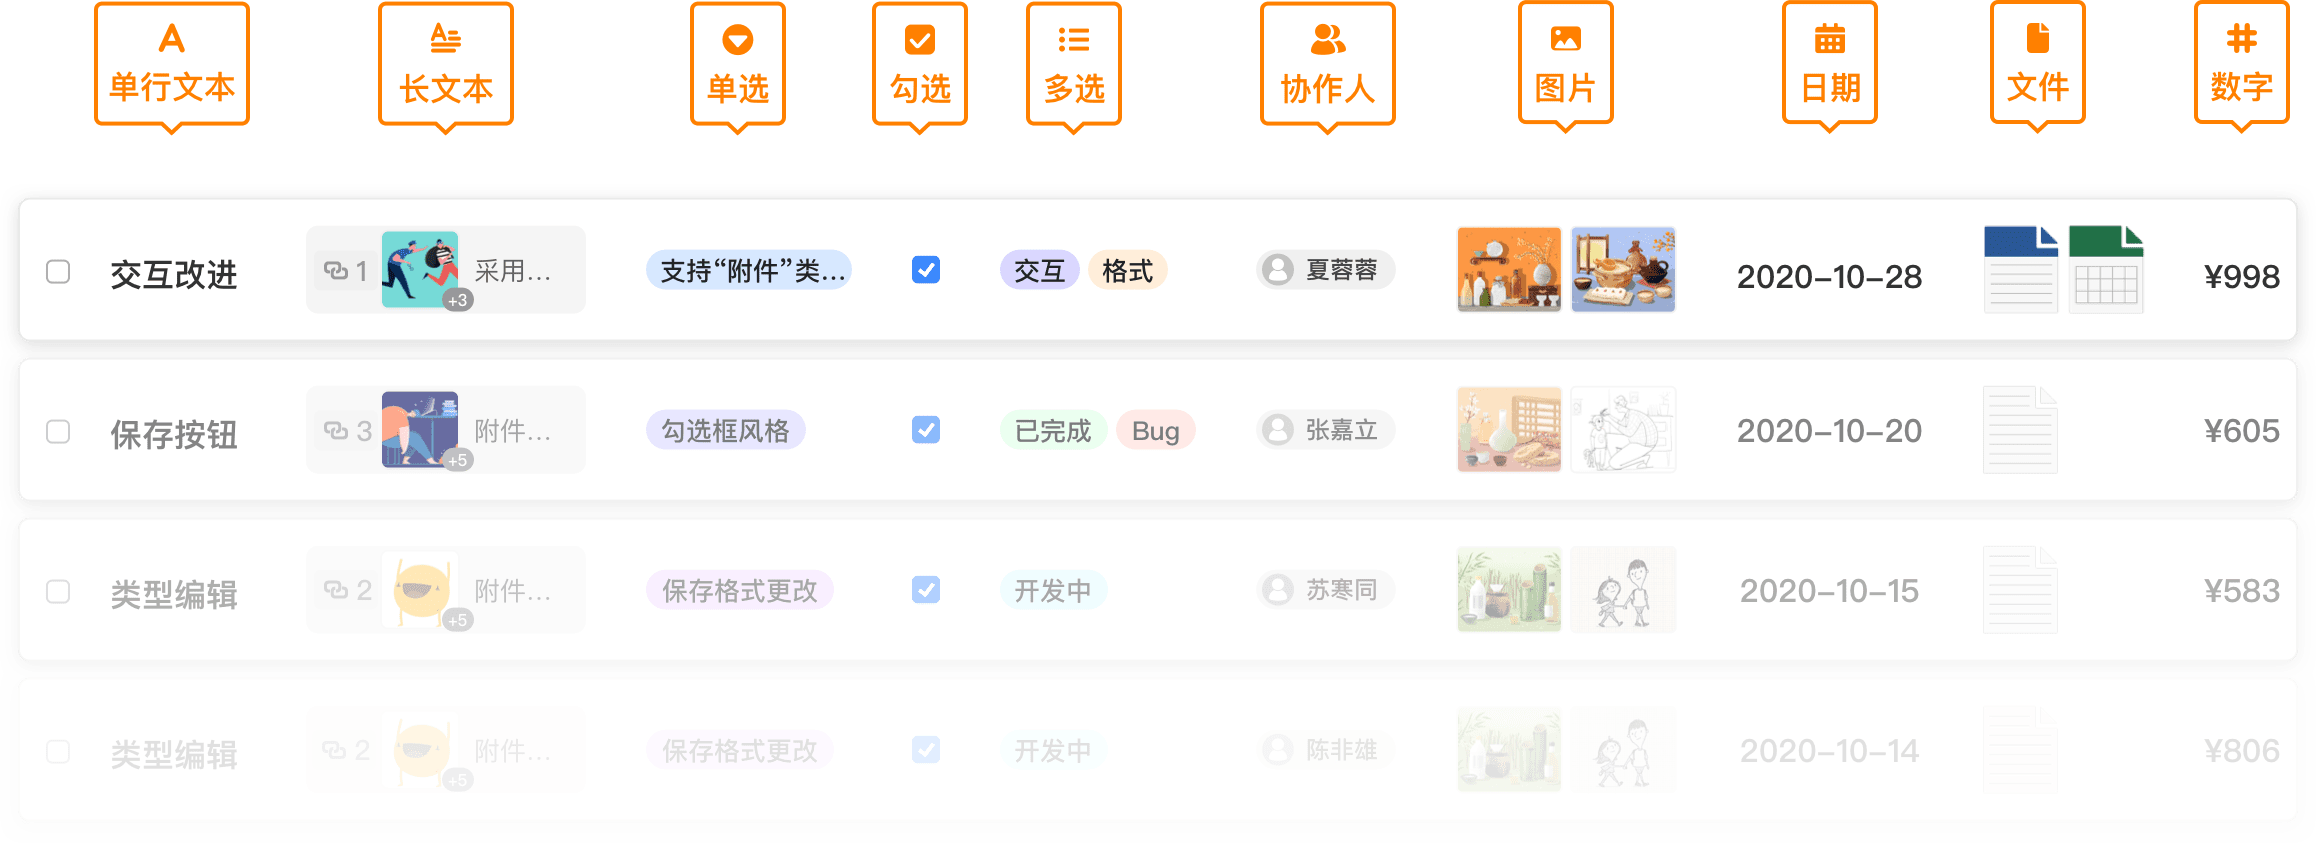 单行文本 长文本 单选 勾选 多选 协作人 图片 日期 文件 数字
交互改进 1 +3 采用... 支持“附件”类... 交互 格式 夏蓉蓉 2020-10-28 ¥998
保存按钮 3 +5 附件... 勾选框风格 已完成 Bug 张嘉立 2020-10-20 ¥605
类型编辑 2 +5 附件... 保存格式更改 开发中 苏寒同 2020-10-15 ¥583
类型编辑 2 +5 附件... 保存格式更改 开发中 陈非雄 2020-10-14 ¥806